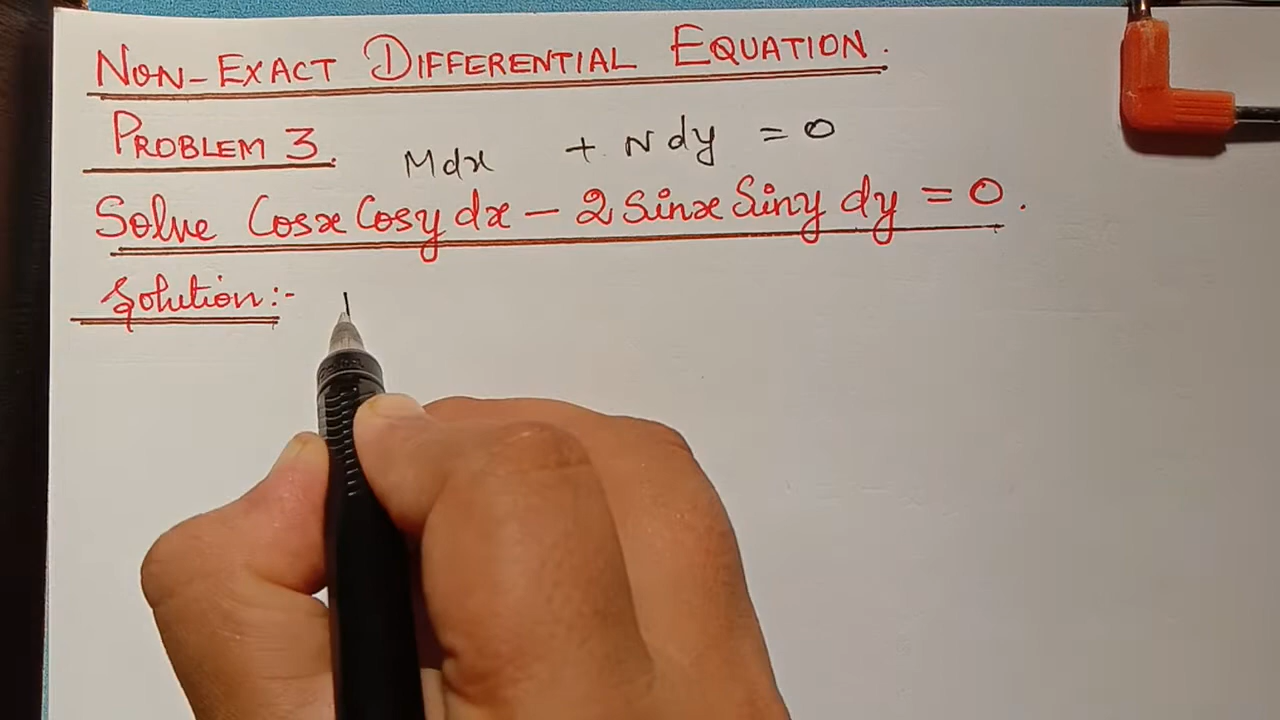 NON-EXACT DIFFERENTIAL EQUATION.
PROBLEM 3.
Mdx + Ndy = 0
Solve Cosx Cosy dx - 2 Sinx Siny dy = 0.
Solution:-